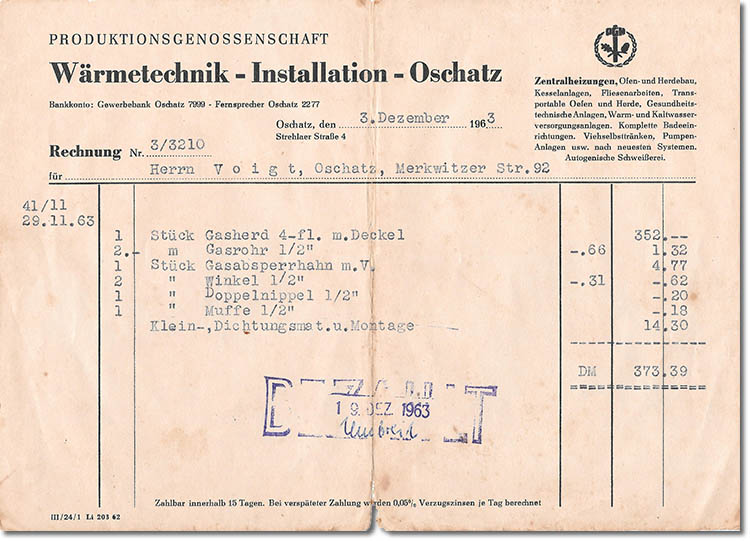 PRODUKTIONSGENOSSENSCHAFT
Wärmetechnik - Installation - Oschatz
Bankkonto: Gewerbebank Oschatz 7999 - Fernsprecher Oschatz 2277
PGH
Zentralheizungen, Ofen- und Herdebau,
Kesselanlagen, Fliesenarbeiten, Trans-
portable Oefen und Herde, Gesundheits-
technische Anlagen, Warm- und Kaltwasser-
versorgungsanlagen. Komplette Badeein-
richtungen. Viehselbsttränken, Pumpen-
Anlagen usw. nach neuesten Systemen.
Autogenische Schweißerei.
Oschatz, den 3.Dezember 1963
Strehlaer Straße 4
Rechnung Nr. 3/3210
für Herrn V o i g t, Oschatz, Merkwitzer Str.92
41/11
29.11.63
1 Stück Gasherd 4-fl. m.Deckel 352.--
2.- m Gasrohr 1/2" -.66 1.32
1 Stück Gasabsperrhahn m.V. 4.77
2 " Winkel 1/2" -.31 -.62
2 " Doppelnippel 1/2" -.20
1 " Muffe 1/2" -.18
Klein-,Dichtungsmat.u.Montage 14.30
DM 373.39
19. DEZ. 1963
Zahlbar innerhalb 15 Tagen. Bei verspäteter Zahlung werden 0,05% Verzugszinsen je Tag berechnet
III/24/1 Li 203 62